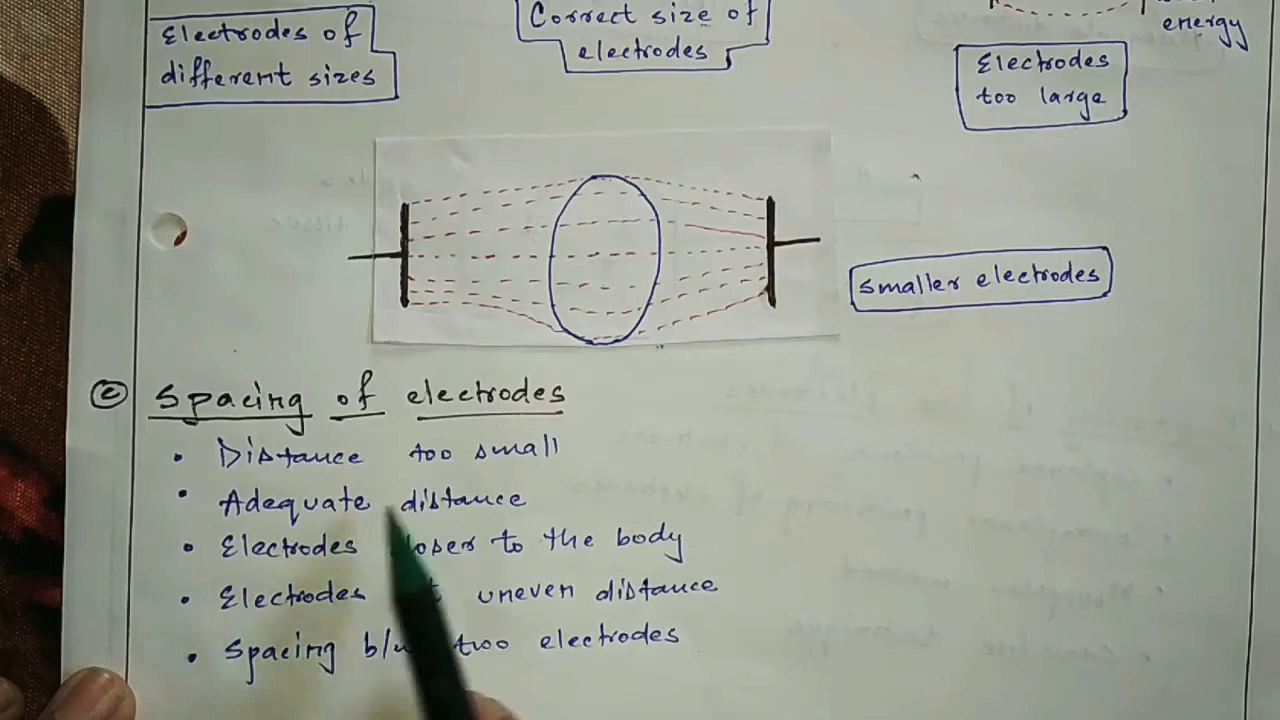 Electrodes of
different sizes
Correct size of
electrodes
energy
Electrodes
too large
Smaller electrodes
c Spacing of electrodes
• Distance too small
• Adequate distance
• Electrodes closer to the body
• Electrodes uneven distance
• Spacing two electrodes